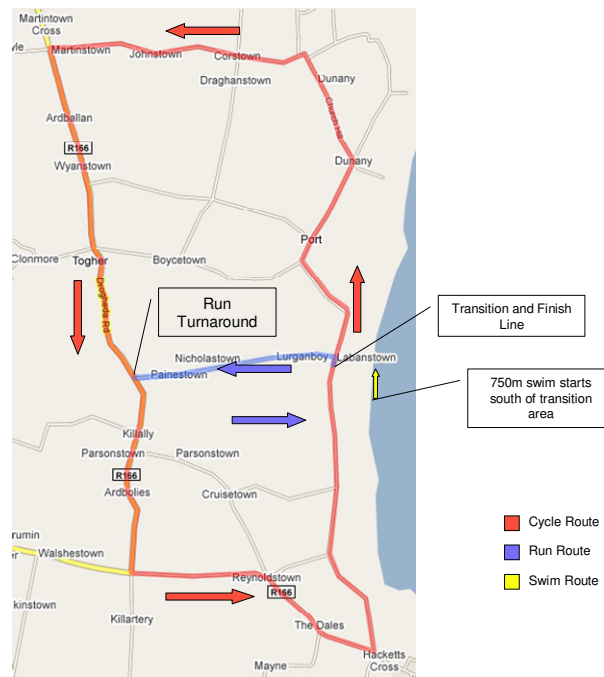 Martintown
Cross
yle
Martinstown
Johnstown
Corstown
Draghanstown
Dunany
Church Hill
Ardballan
R166
Wyanstown
Dunany
Port
Clonmore
Togher
Boycetown
Drogheda Rd
Run
Turnaround
Transition and Finish
Line
Nicholastown
Lurganboy
Labanstown
Painestown
750m swim starts
south of transition
area
Killally
Parsonstown
Parsonstown
R166
Ardbolies
Cruisetown
Cycle Route
rumin
Walshestown
er
Run Route
Reynoldstown
Swim Route
R166
kinstown
Killartery
The Dales
Mayne
Hacketts
Cross